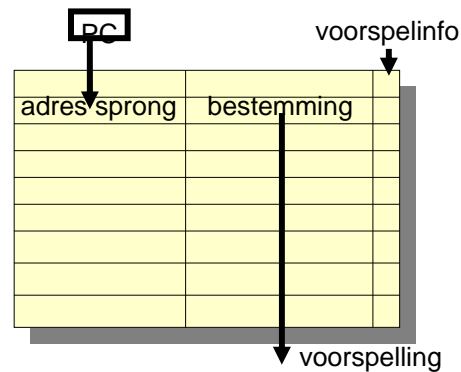 PC
voorspelinfo
adres sprong
bestemming
voorspelling